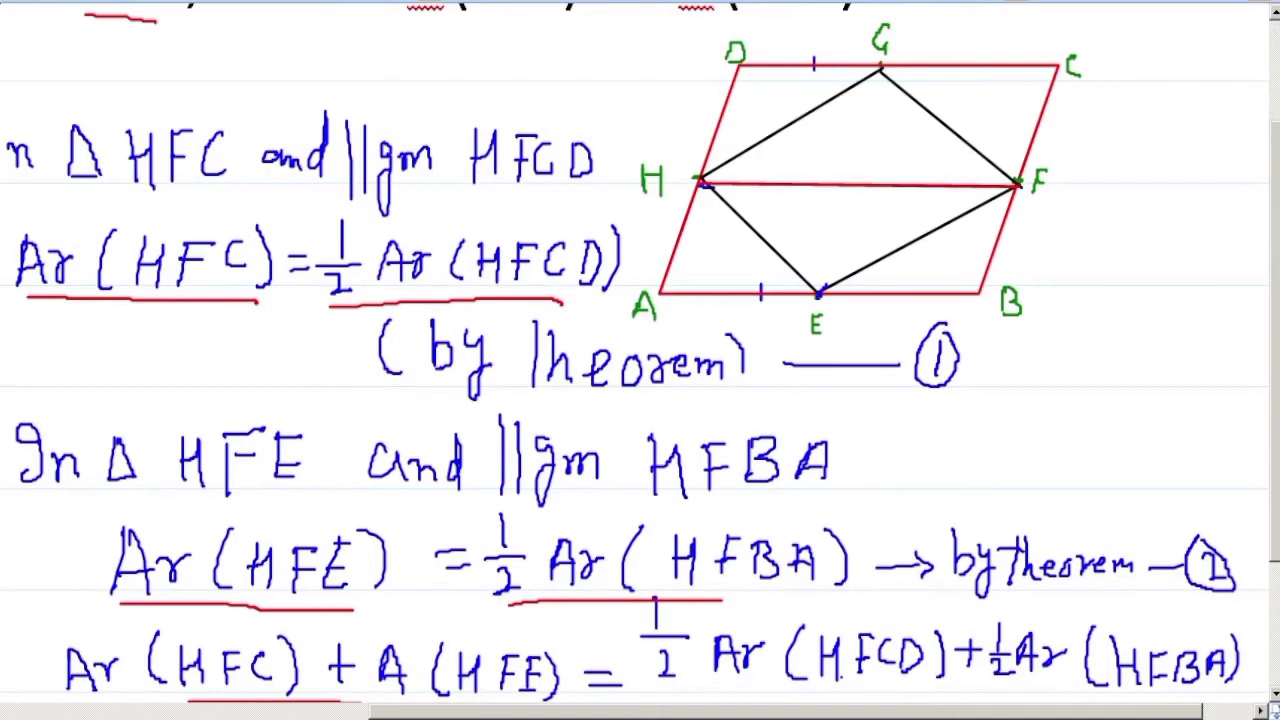 n Δ HFC and ||gm HFCD
Ar (HFC) = 1/2 Ar (HFCD)
(by Theorem) —— ①
In Δ HFE and ||gm HFBA
Ar (HFE) = 1/2 Ar (HFBA) → by Theorem — ②
Ar (HFC) + A (HFE) = 1/2 Ar (HFCD) + 1/2 Ar (HFBA)
D
G
C
H
F
A
E
B